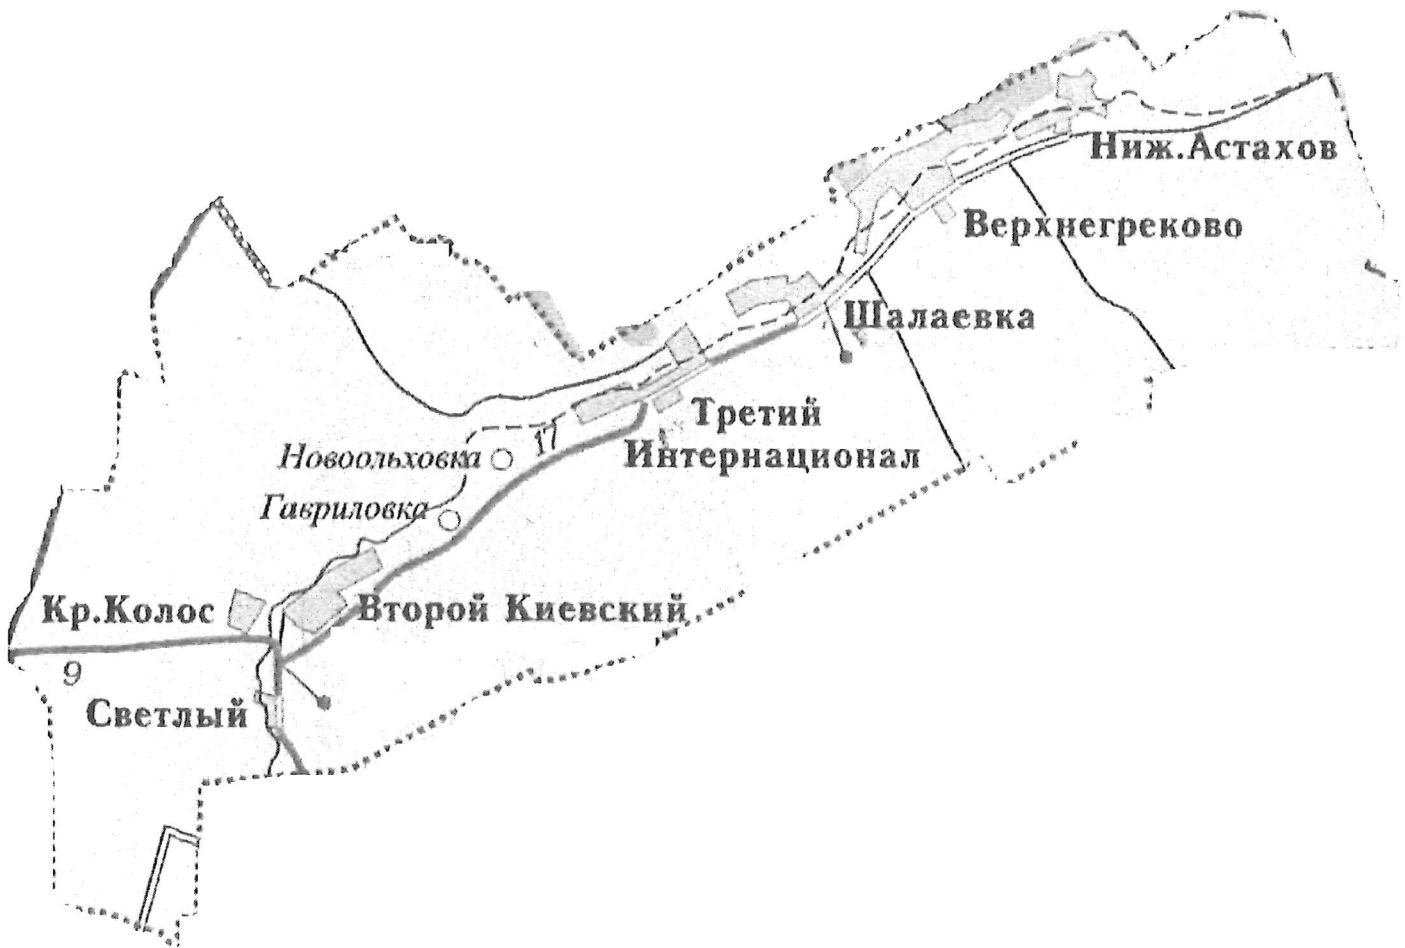 Ниж.Астахов
Верхнегреково
Шалаевка
Третий
Интернационал
17
Новоольховка
Гавриловка
Кр.Колос
Второй Киевский
9
Светлый